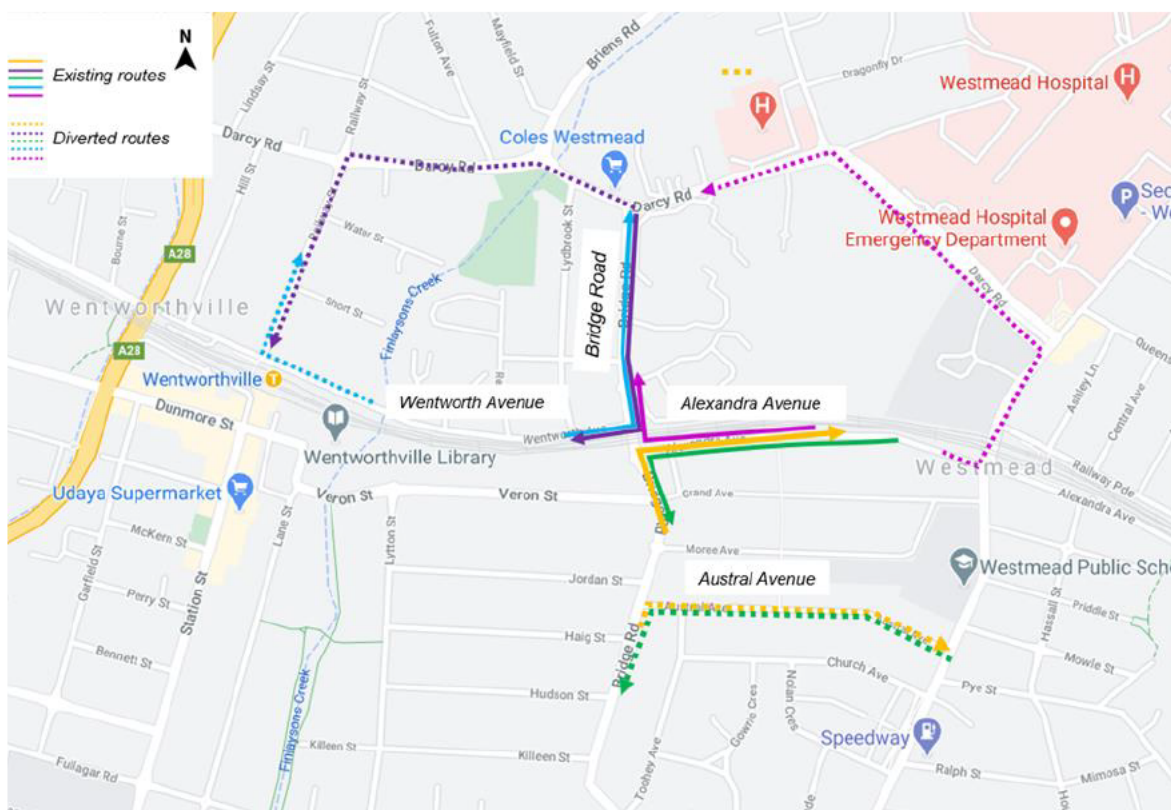 N
Existing routes
Diverted routes
Lindsay St
Railway St
Fulton Ave
Mayfield St
Briens Rd
Dragonfly Dr
H
Westmead Hospital
H
Coles Westmead
Darcy Rd
Hill St
Darcy Rd
Darcy Rd
P
Westmead Hospital
Emergency Department
Bourne St
Railway St
Water St
Lydbrook St
Bridge Road
Bridge Rd
A28
Darcy Rd
Wentworthville
Short St
Finlaysons Creek
A28
Wentworthville
T
Wentworth Avenue
Alexandra Avenue
Ashley Ln
Central Ave
Dunmore St
Wentworthville Library
Westmead
Railway Pde
Alexandra Ave
Udaya Supermarket
Veron St
Veron St
Grand Ave
McKern St
Lane St
Lytton St
Moree Ave
Garfield St
Perry St
Station St
Jordan St
Austral Avenue
Westmead Public
Hassall St
Priddle St
Haig St
Bridge Rd
Bennett St
Church Ave
Mowle St
Hudson St
Pye St
Nolan Cres
Gowrie Cres
Finlaysons Creek
Speedway
Killeen St
Killeen St
Toohey Ave
Fullagar Rd
Ralph St
Mimosa St